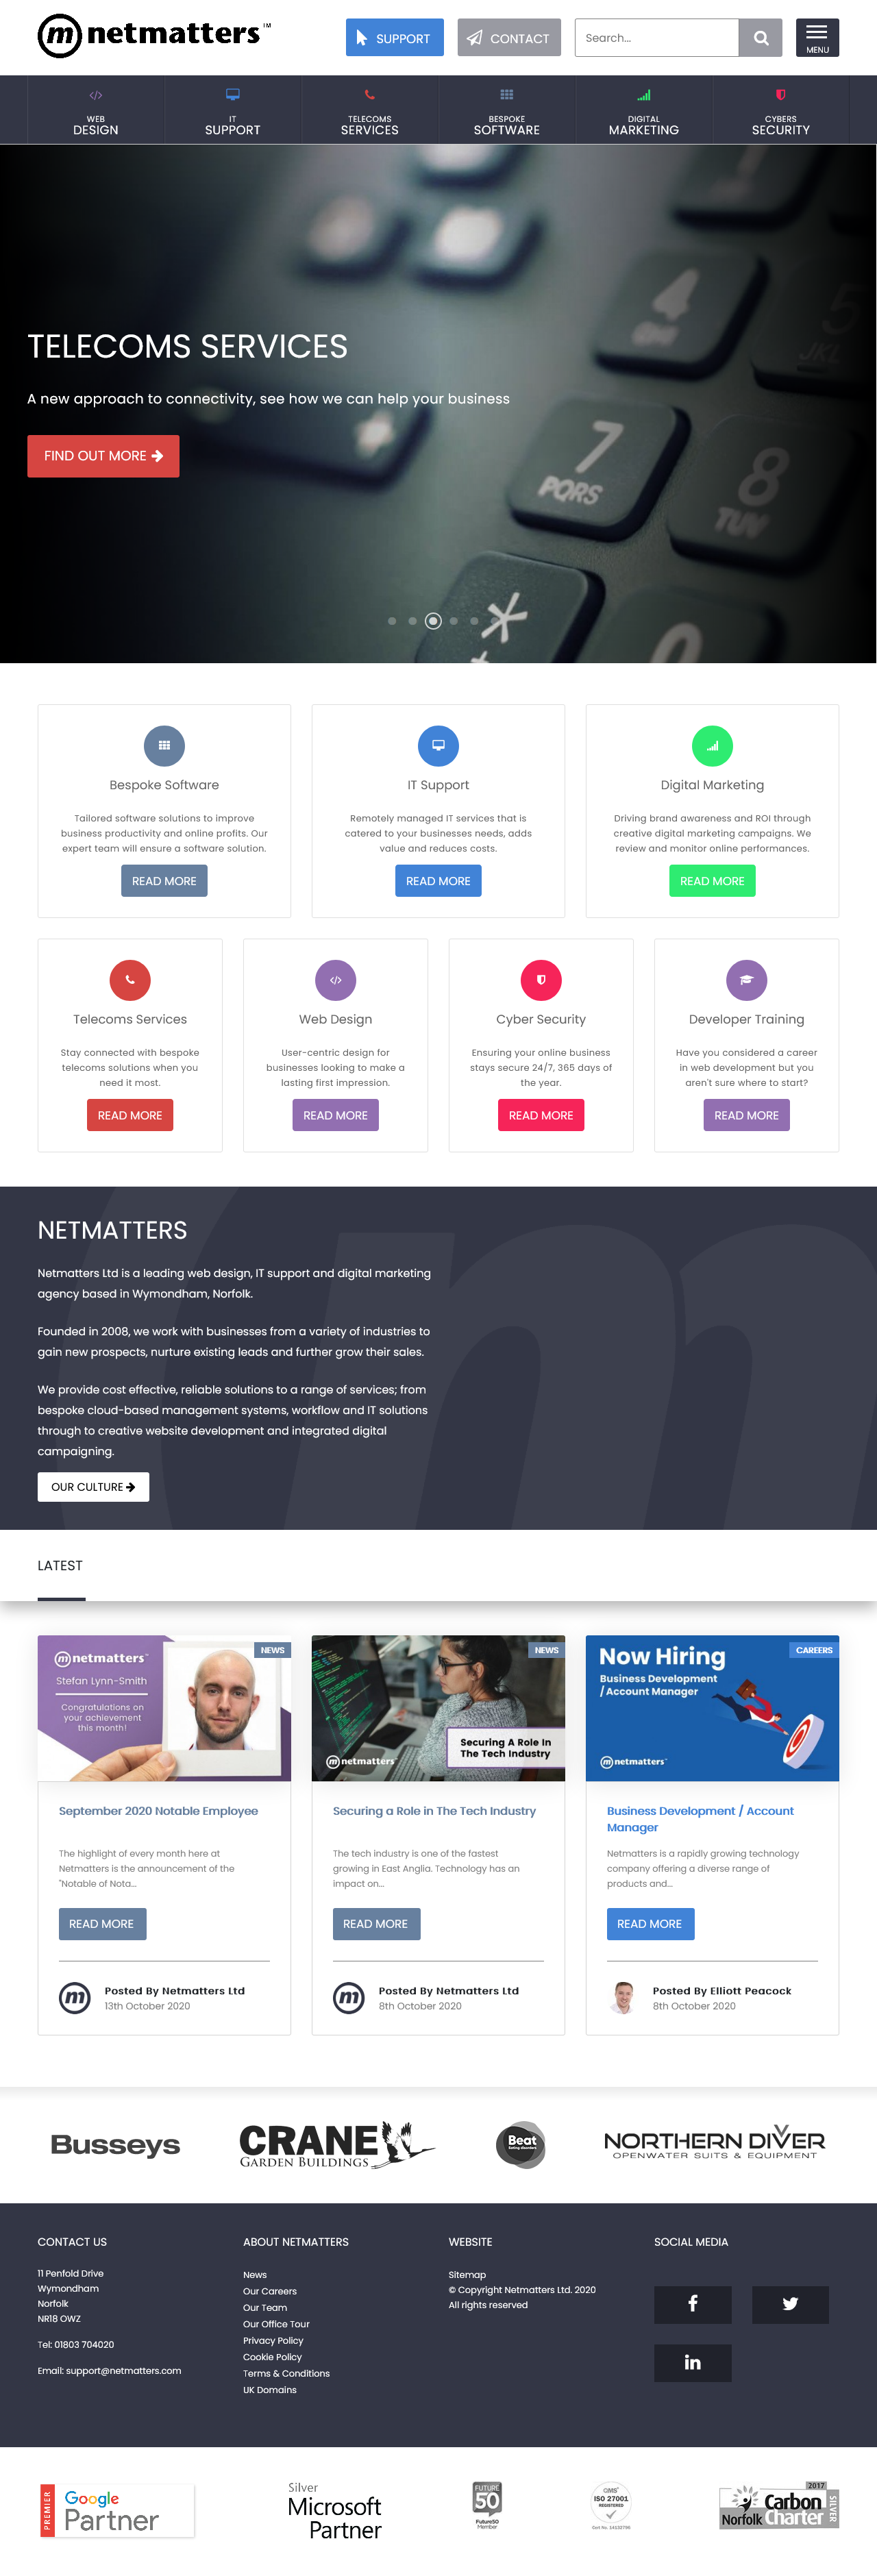 netmatters™
SUPPORT
CONTACT
Search...
MENU
WEB
DESIGN
IT
SUPPORT
TELECOMS
SERVICES
BESPOKE
SOFTWARE
DIGITAL
MARKETING
CYBERS
SECURITY
4
GHI
5
JKL
7
PQRS
8
TUV
*
0
TELECOMS SERVICES
A new approach to connectivity, see how we can help your business
FIND OUT MORE
Bespoke Software
Tailored software solutions to improve
business productivity and online profits. Our
expert team will ensure a software solution.
READ MORE
IT Support
Remotely managed IT services that is
catered to your businesses needs, adds
value and reduces costs.
READ MORE
Digital Marketing
Driving brand awareness and ROI through
creative digital marketing campaigns. We
review and monitor online performances.
READ MORE
Telecoms Services
Stay connected with bespoke
telecoms solutions when you
need it most.
READ MORE
Web Design
User-centric design for
businesses looking to make a
lasting first impression.
READ MORE
Cyber Security
Ensuring your online business
stays secure 24/7, 365 days of
the year.
READ MORE
Developer Training
Have you considered a career
in web development but you
aren't sure where to start?
READ MORE
NETMATTERS
Netmatters Ltd is a leading web design, IT support and digital marketing
agency based in Wymondham, Norfolk.
Founded in 2008, we work with businesses from a variety of industries to
gain new prospects, nurture existing leads and further grow their sales.
We provide cost effective, reliable solutions to a range of services; from
bespoke cloud-based management systems, workflow and IT solutions
through to creative website development and integrated digital
campaigning.
OUR CULTURE
LATEST
NEWS
netmatters
Stefan Lynn-Smith
Congratulations on
your achievement
this month!
September 2020 Notable Employee
The highlight of every month here at
Netmatters is the announcement of the
"Notable of Nota...
READ MORE
Posted By Netmatters Ltd
13th October 2020
NEWS
Securing A Role In
The Tech Industry
netmatters
Securing a Role in The Tech Industry
The tech industry is one of the fastest
growing in East Anglia. Technology has an
impact on...
READ MORE
Posted By Netmatters Ltd
8th October 2020
CAREERS
Now Hiring
Business Development
/ Account Manager
netmatters
Business Development / Account
Manager
Netmatters is a rapidly growing technology
company offering a diverse range of
products and...
READ MORE
Posted By Elliott Peacock
8th October 2020
Busseys
CRANE
GARDEN BUILDINGS
Beat
Eating disorders
NORTHERN DIVER
OPENWATER SUITS & EQUIPMENT
CONTACT US
11 Penfold Drive
Wymondham
Norfolk
NR18 OWZ
Tel: 01803 704020
Email: support@netmatters.com
ABOUT NETMATTERS
News
Our Careers
Our Team
Our Office Tour
Privacy Policy
Cookie Policy
Terms & Conditions
UK Domains
WEBSITE
Sitemap
© Copyright Netmatters Ltd. 2020
All rights reserved
SOCIAL MEDIA
PREMIER
Google
Partner
Silver
Microsoft
Partner
FUTURE
50
Future50
Member
QMS
ISO 27001
REGISTERED
2017
Carbon
Norfolk Charter
SILVER